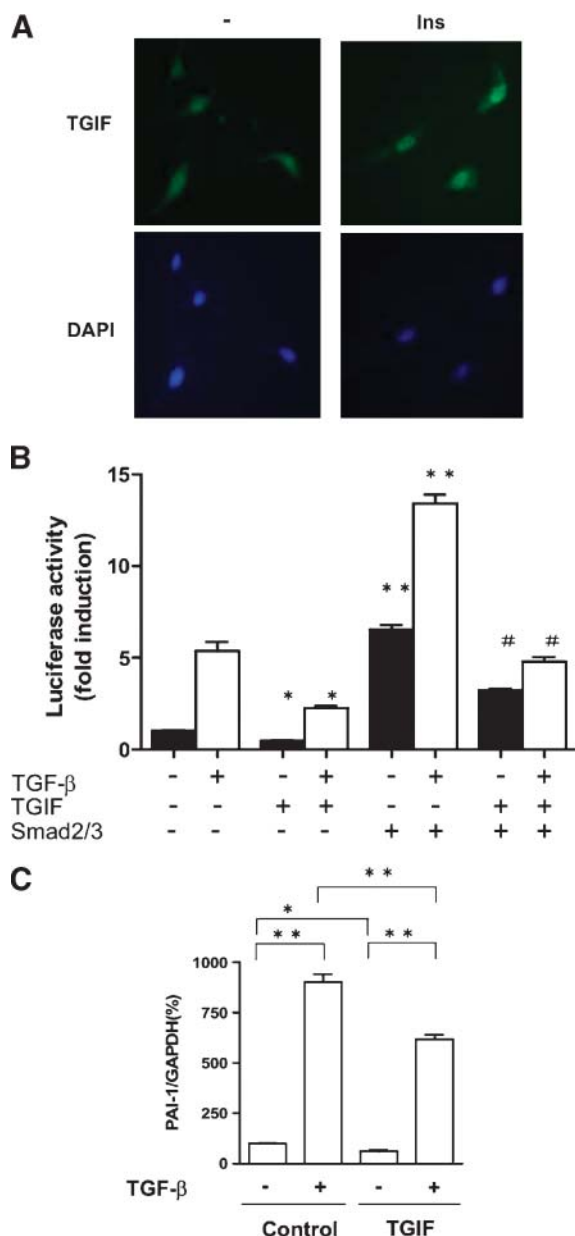 A
- Ins
TGIF
DAPI
B
Luciferase activity
(fold induction)
15
10
5
0
* * * * * * # #
TGF-β - + - + - + - +
TGIF - - + + - - + +
Smad2/3 - - - - + + + +
C
* *
*
* * * *
PAI-1/GAPDH(%)
1000
750
500
250
0
TGF-β - + - +
Control TGIF